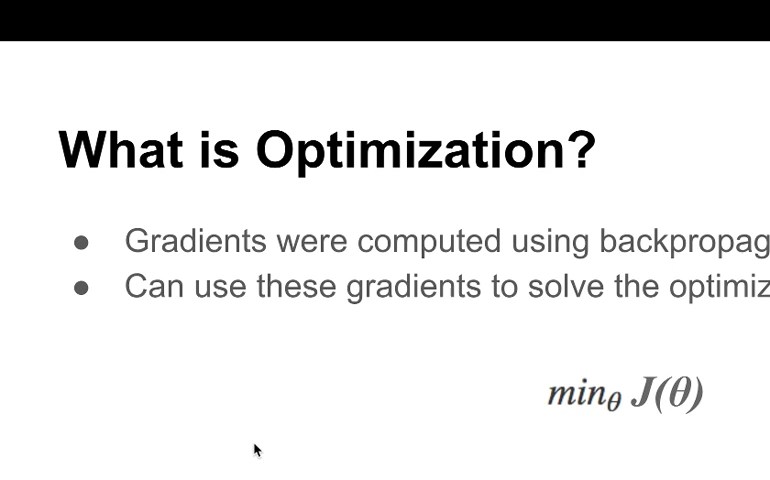 What is Optimization?
● Gradients were computed using backpropag
● Can use these gradients to solve the optimiz
min_θ J(θ)